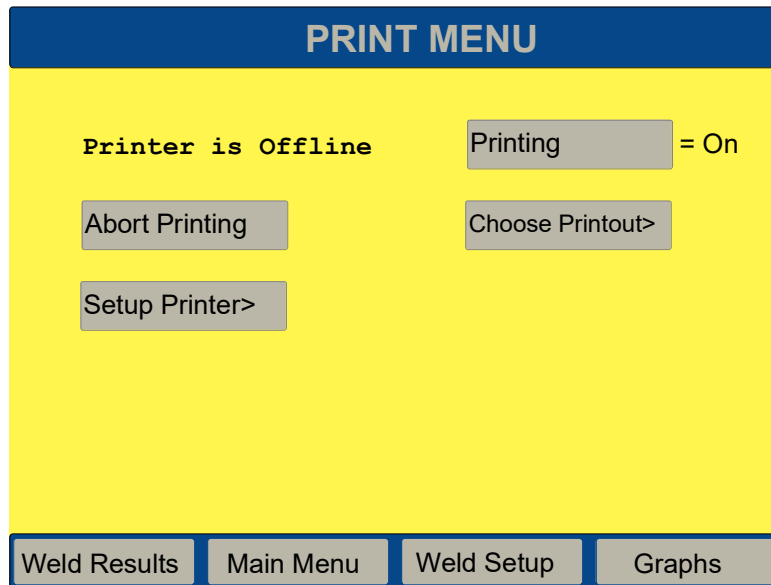 PRINT MENU
Printer is Offline
Printing = On
Abort Printing
Choose Printout>
Setup Printer>
Weld Results
Main Menu
Weld Setup
Graphs